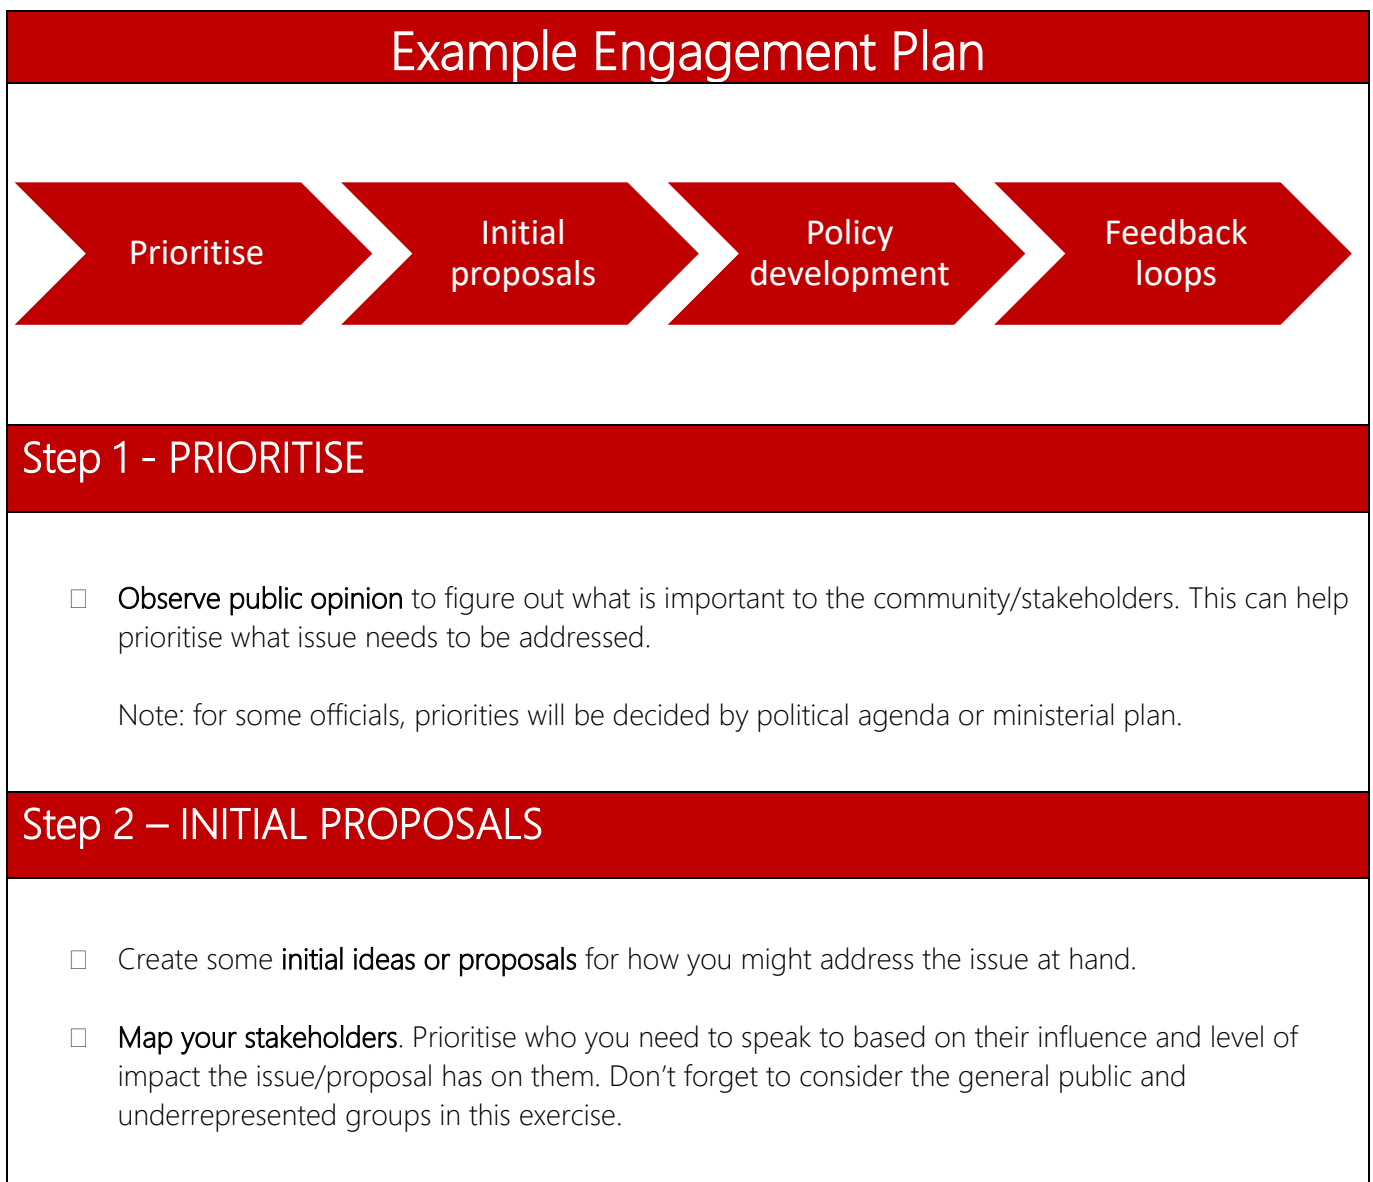 Example Engagement Plan
Prioritise
Initial
proposals
Policy
development
Feedback
loops
Step 1 - PRIORITISE
Observe public opinion to figure out what is important to the community/stakeholders. This can help
prioritise what issue needs to be addressed.
Note: for some officials, priorities will be decided by political agenda or ministerial plan.
Step 2 – INITIAL PROPOSALS
Create some initial ideas or proposals for how you might address the issue at hand.
Map your stakeholders. Prioritise who you need to speak to based on their influence and level of
impact the issue/proposal has on them. Don’t forget to consider the general public and
underrepresented groups in this exercise.